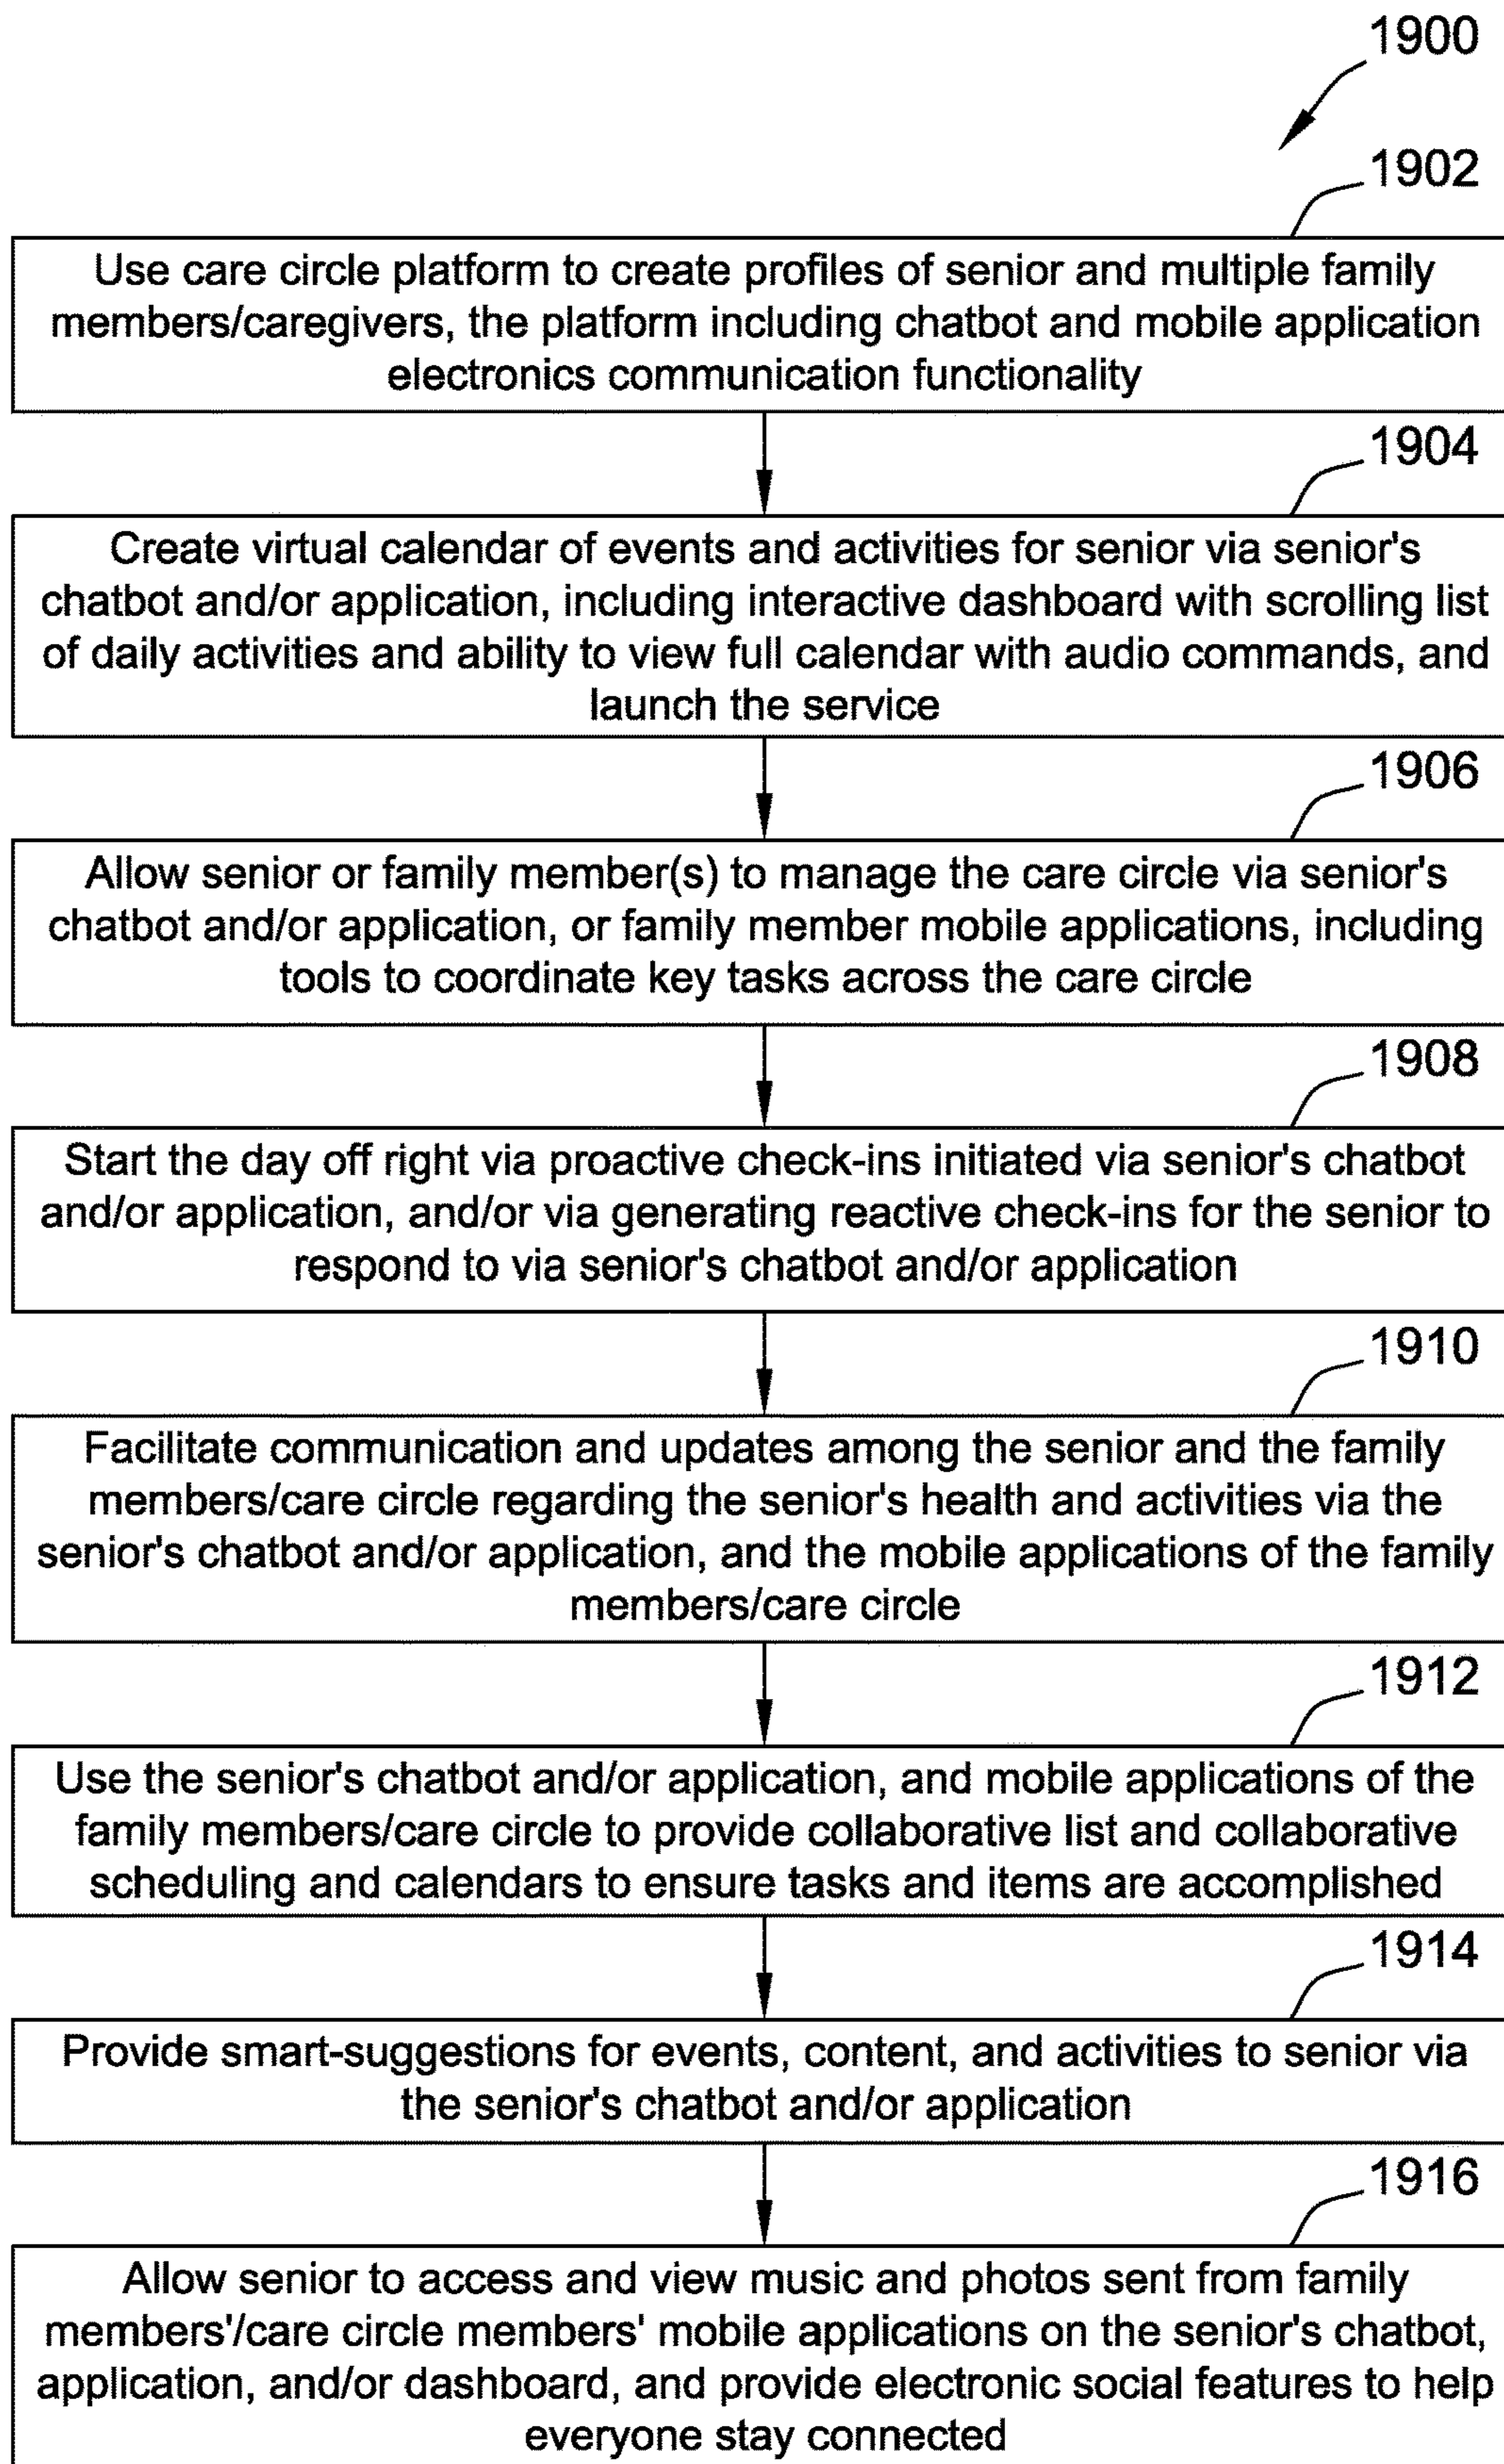 1900
1902
Use care circle platform to create profiles of senior and multiple family
members/caregivers, the platform including chatbot and mobile application
electronics communication functionality
1904
Create virtual calendar of events and activities for senior via senior's
chatbot and/or application, including interactive dashboard with scrolling list
of daily activities and ability to view full calendar with audio commands, and
launch the service
1906
Allow senior or family member(s) to manage the care circle via senior's
chatbot and/or application, or family member mobile applications, including
tools to coordinate key tasks across the care circle
1908
Start the day off right via proactive check-ins initiated via senior's chatbot
and/or application, and/or via generating reactive check-ins for the senior to
respond to via senior's chatbot and/or application
1910
Facilitate communication and updates among the senior and the family
members/care circle regarding the senior's health and activities via the
senior's chatbot and/or application, and the mobile applications of the family
members/care circle
1912
Use the senior's chatbot and/or application, and mobile applications of the
family members/care circle to provide collaborative list and collaborative
scheduling and calendars to ensure tasks and items are accomplished
1914
Provide smart-suggestions for events, content, and activities to senior via
the senior's chatbot and/or application
1916
Allow senior to access and view music and photos sent from family
members'/care circle members' mobile applications on the senior's chatbot,
application, and/or dashboard, and provide electronic social features to help
everyone stay connected